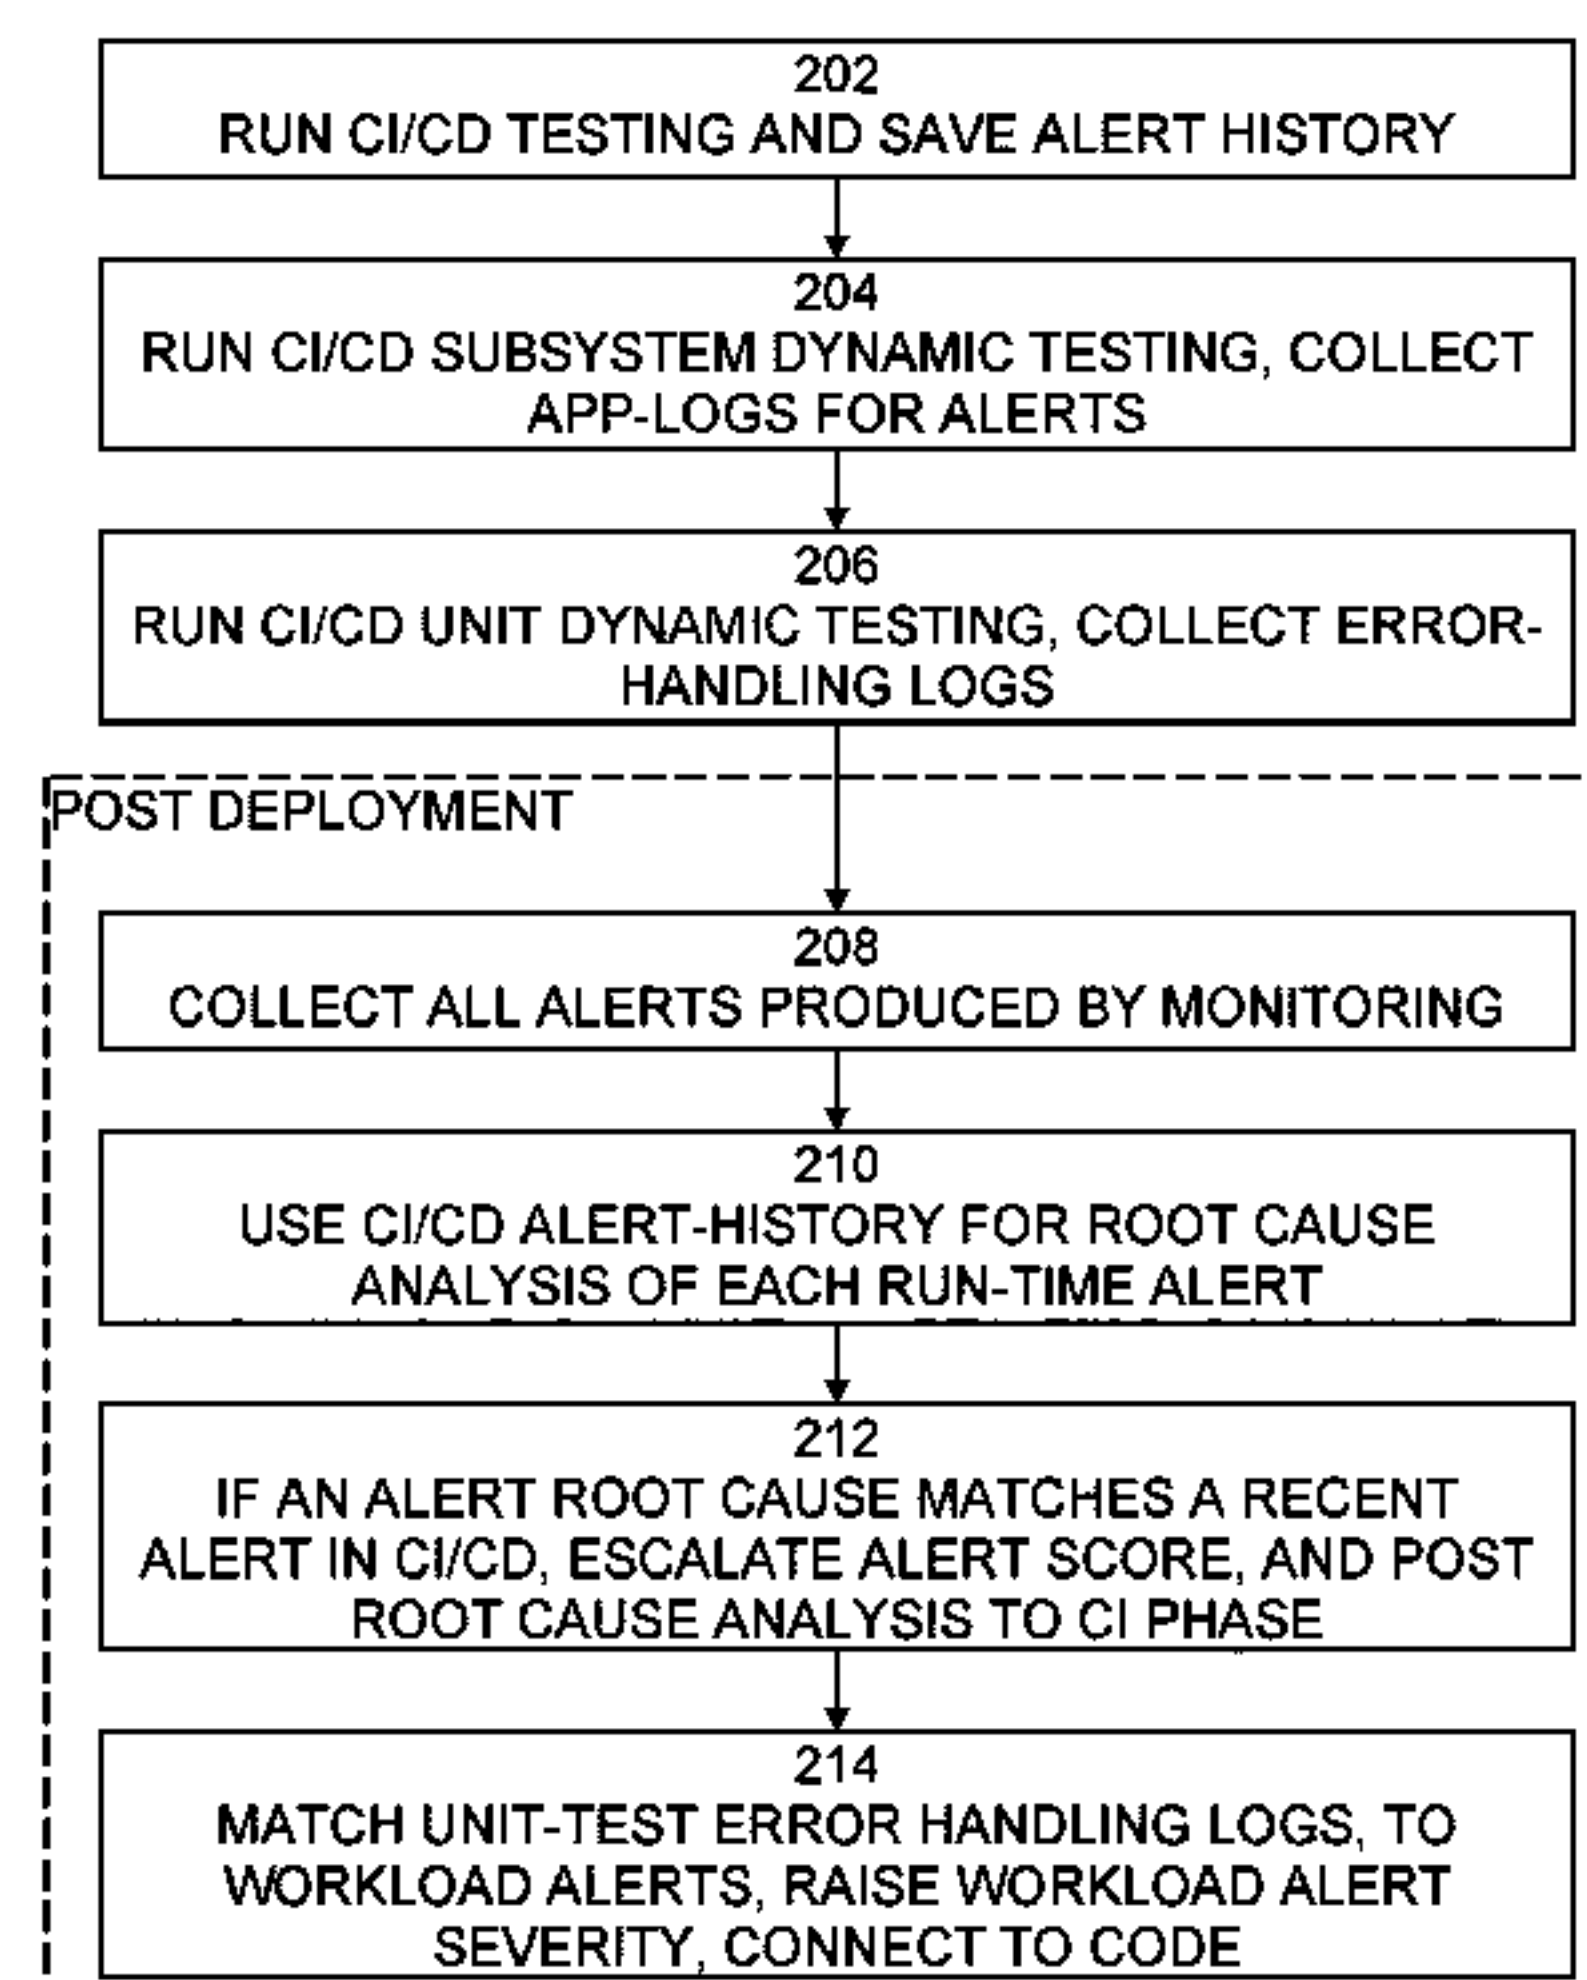 202
RUN CI/CD TESTING AND SAVE ALERT HISTORY
204
RUN CI/CD SUBSYSTEM DYNAMIC TESTING, COLLECT
APP-LOGS FOR ALERTS
206
RUN CI/CD UNIT DYNAMIC TESTING, COLLECT ERROR-
HANDLING LOGS
POST DEPLOYMENT
208
COLLECT ALL ALERTS PRODUCED BY MONITORING
210
USE CI/CD ALERT-HISTORY FOR ROOT CAUSE
ANALYSIS OF EACH RUN-TIME ALERT
212
IF AN ALERT ROOT CAUSE MATCHES A RECENT
ALERT IN CI/CD, ESCALATE ALERT SCORE, AND POST
ROOT CAUSE ANALYSIS TO CI PHASE
214
MATCH UNIT-TEST ERROR HANDLING LOGS, TO
WORKLOAD ALERTS, RAISE WORKLOAD ALERT
SEVERITY, CONNECT TO CODE